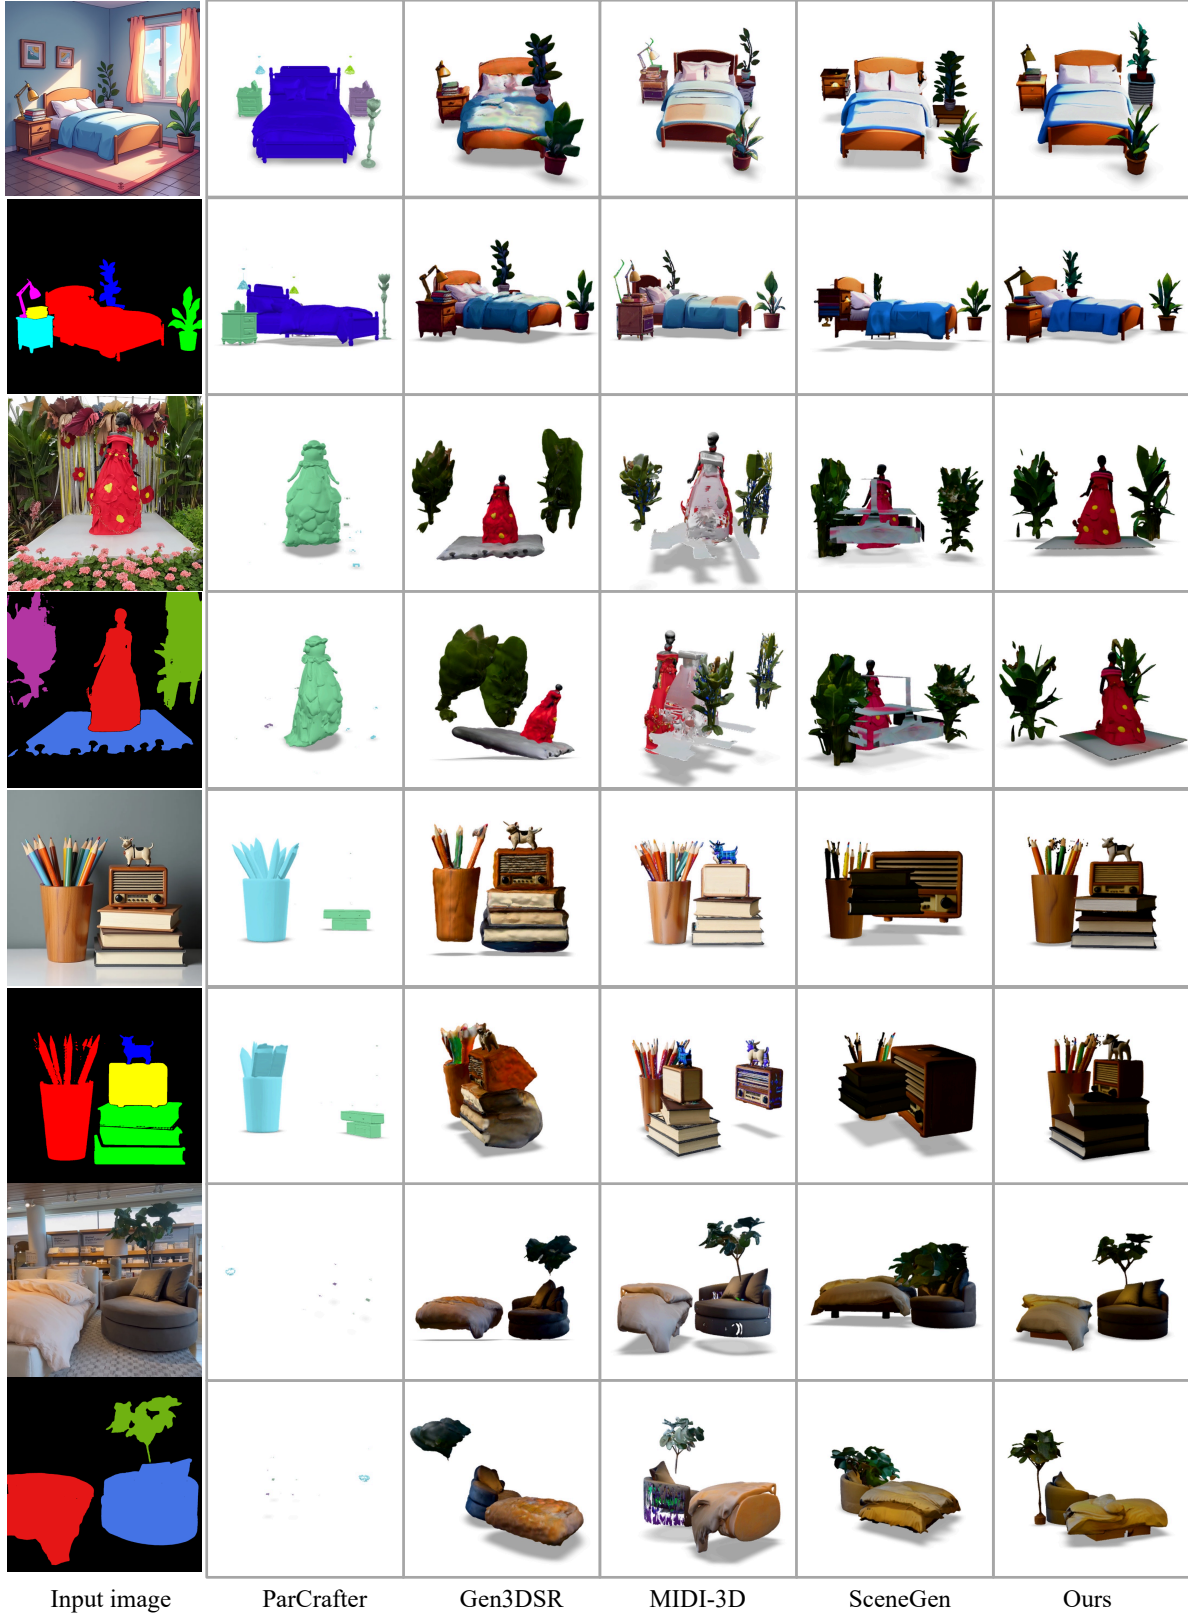 Input image
ParCrafter
Gen3DSR
MIDI-3D
SceneGen
Ours